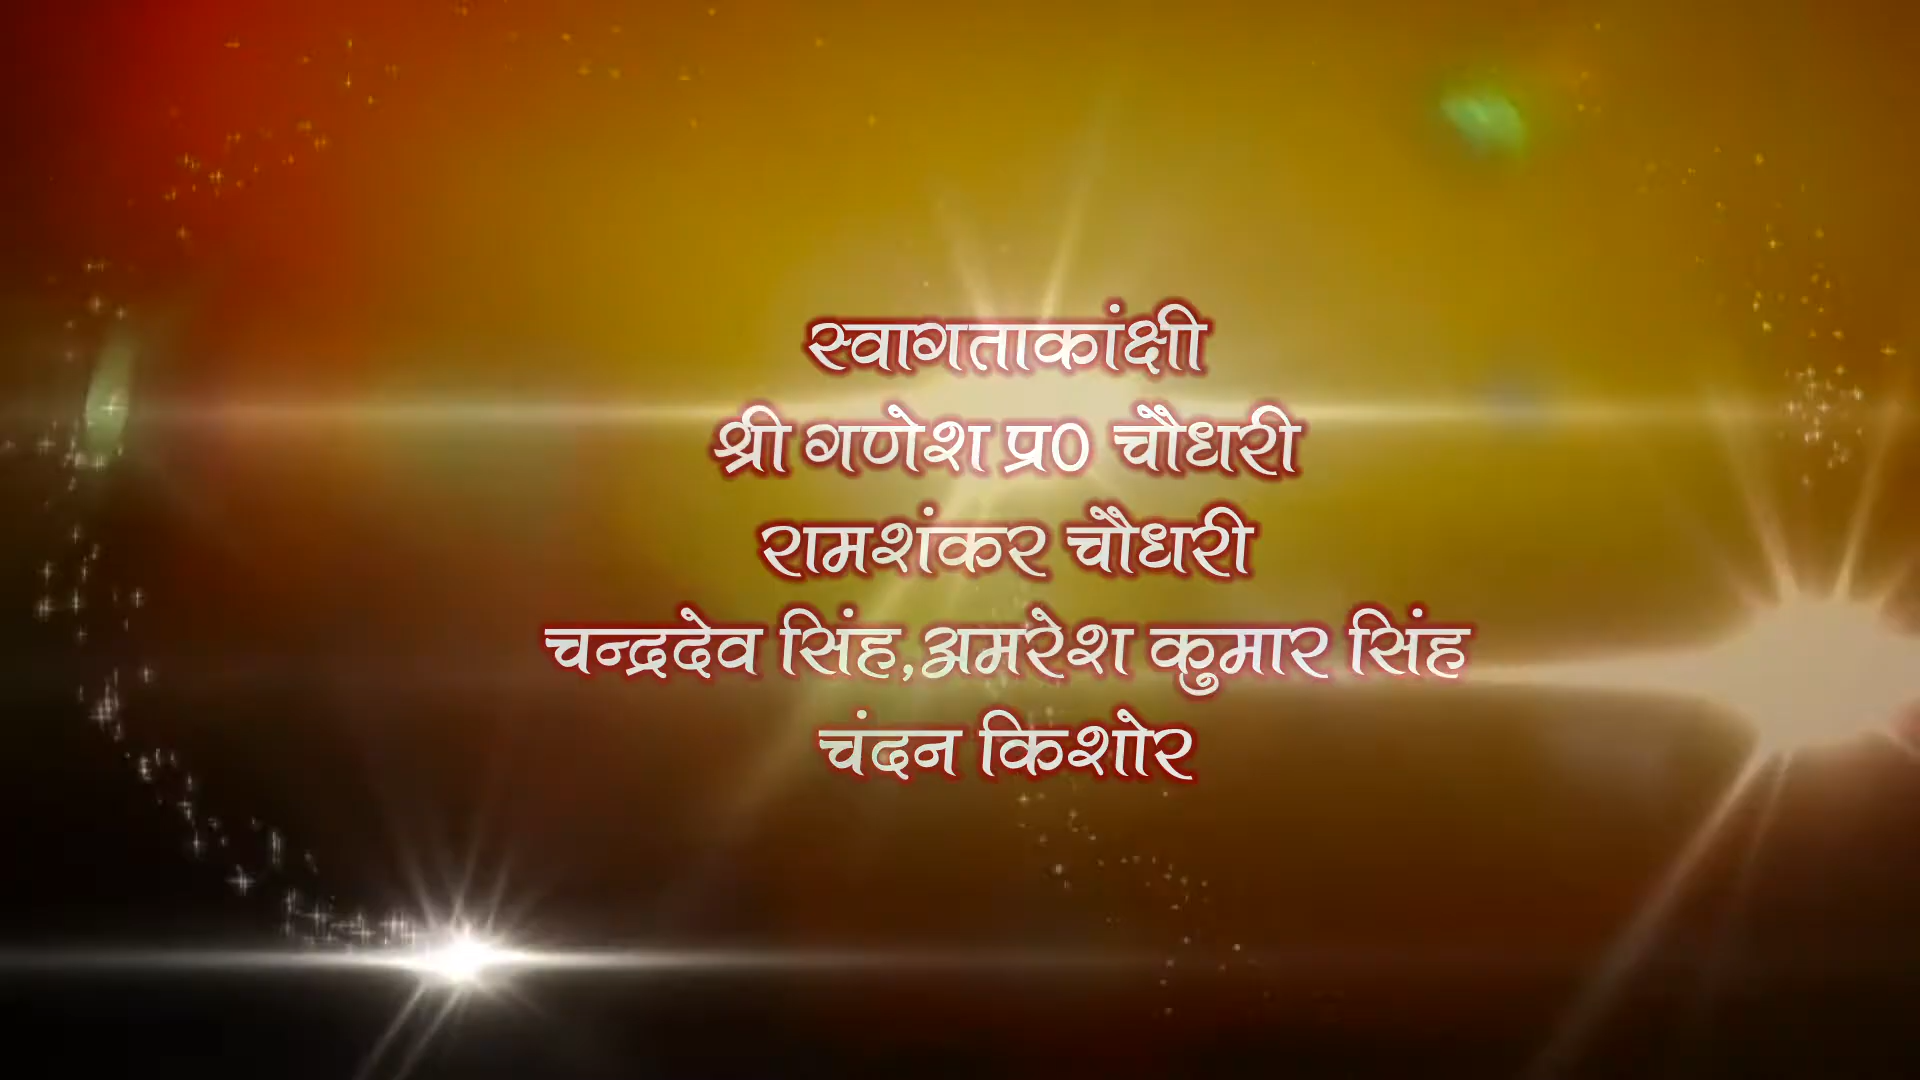 स्वागताकांक्षी
श्री गणेश प्र0 चौधरी
रामशंकर चौधरी
चन्द्रदेव सिंह,अमरेश कुमार सिंह
चंदन किशोर